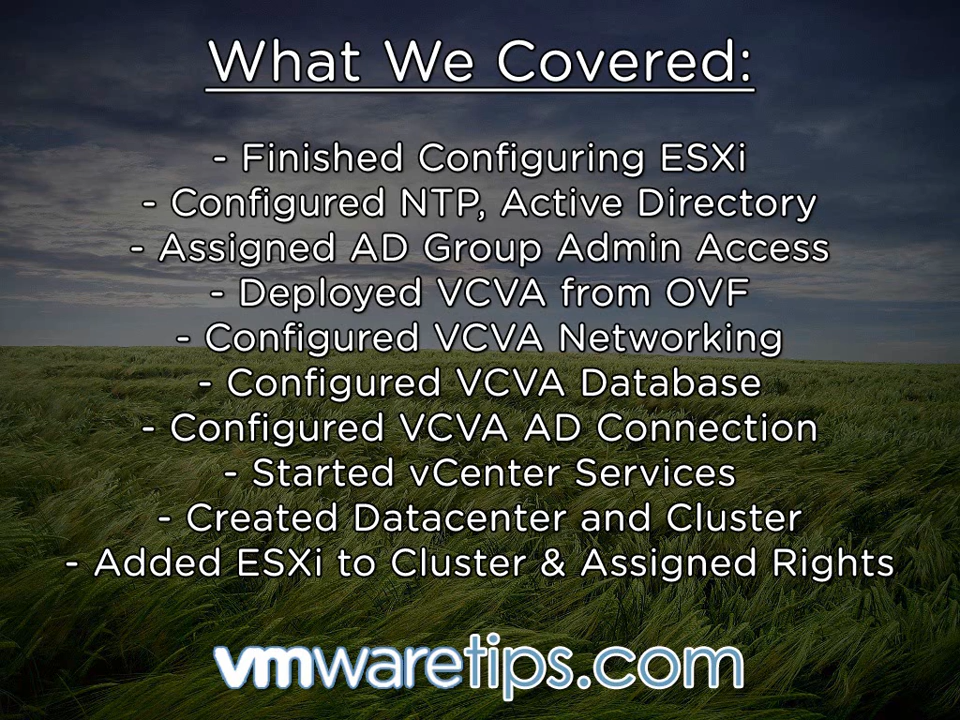 What We Covered:
- Finished Configuring ESXi
- Configured NTP, Active Directory
- Assigned AD Group Admin Access
- Deployed VCVA from OVF
- Configured VCVA Networking
- Configured VCVA Database
- Configured VCVA AD Connection
- Started vCenter Services
- Created Datacenter and Cluster
- Added ESXi to Cluster & Assigned Rights
vmwaretips.com